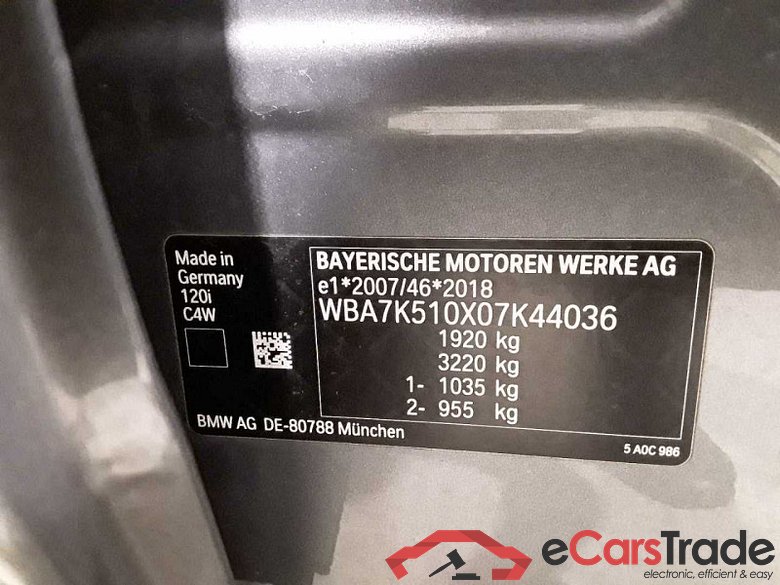 Made in
Germany
120i
C4W
BAYERISCHE MOTOREN WERKE AG
e1*2007/46*2018
WBA7K510X07K44036
1920 kg
3220 kg
1- 1035 kg
2- 955 kg
BMW AG DE-80788 München
5 A0C 986
eCarsTrade
electronic, efficient & easy